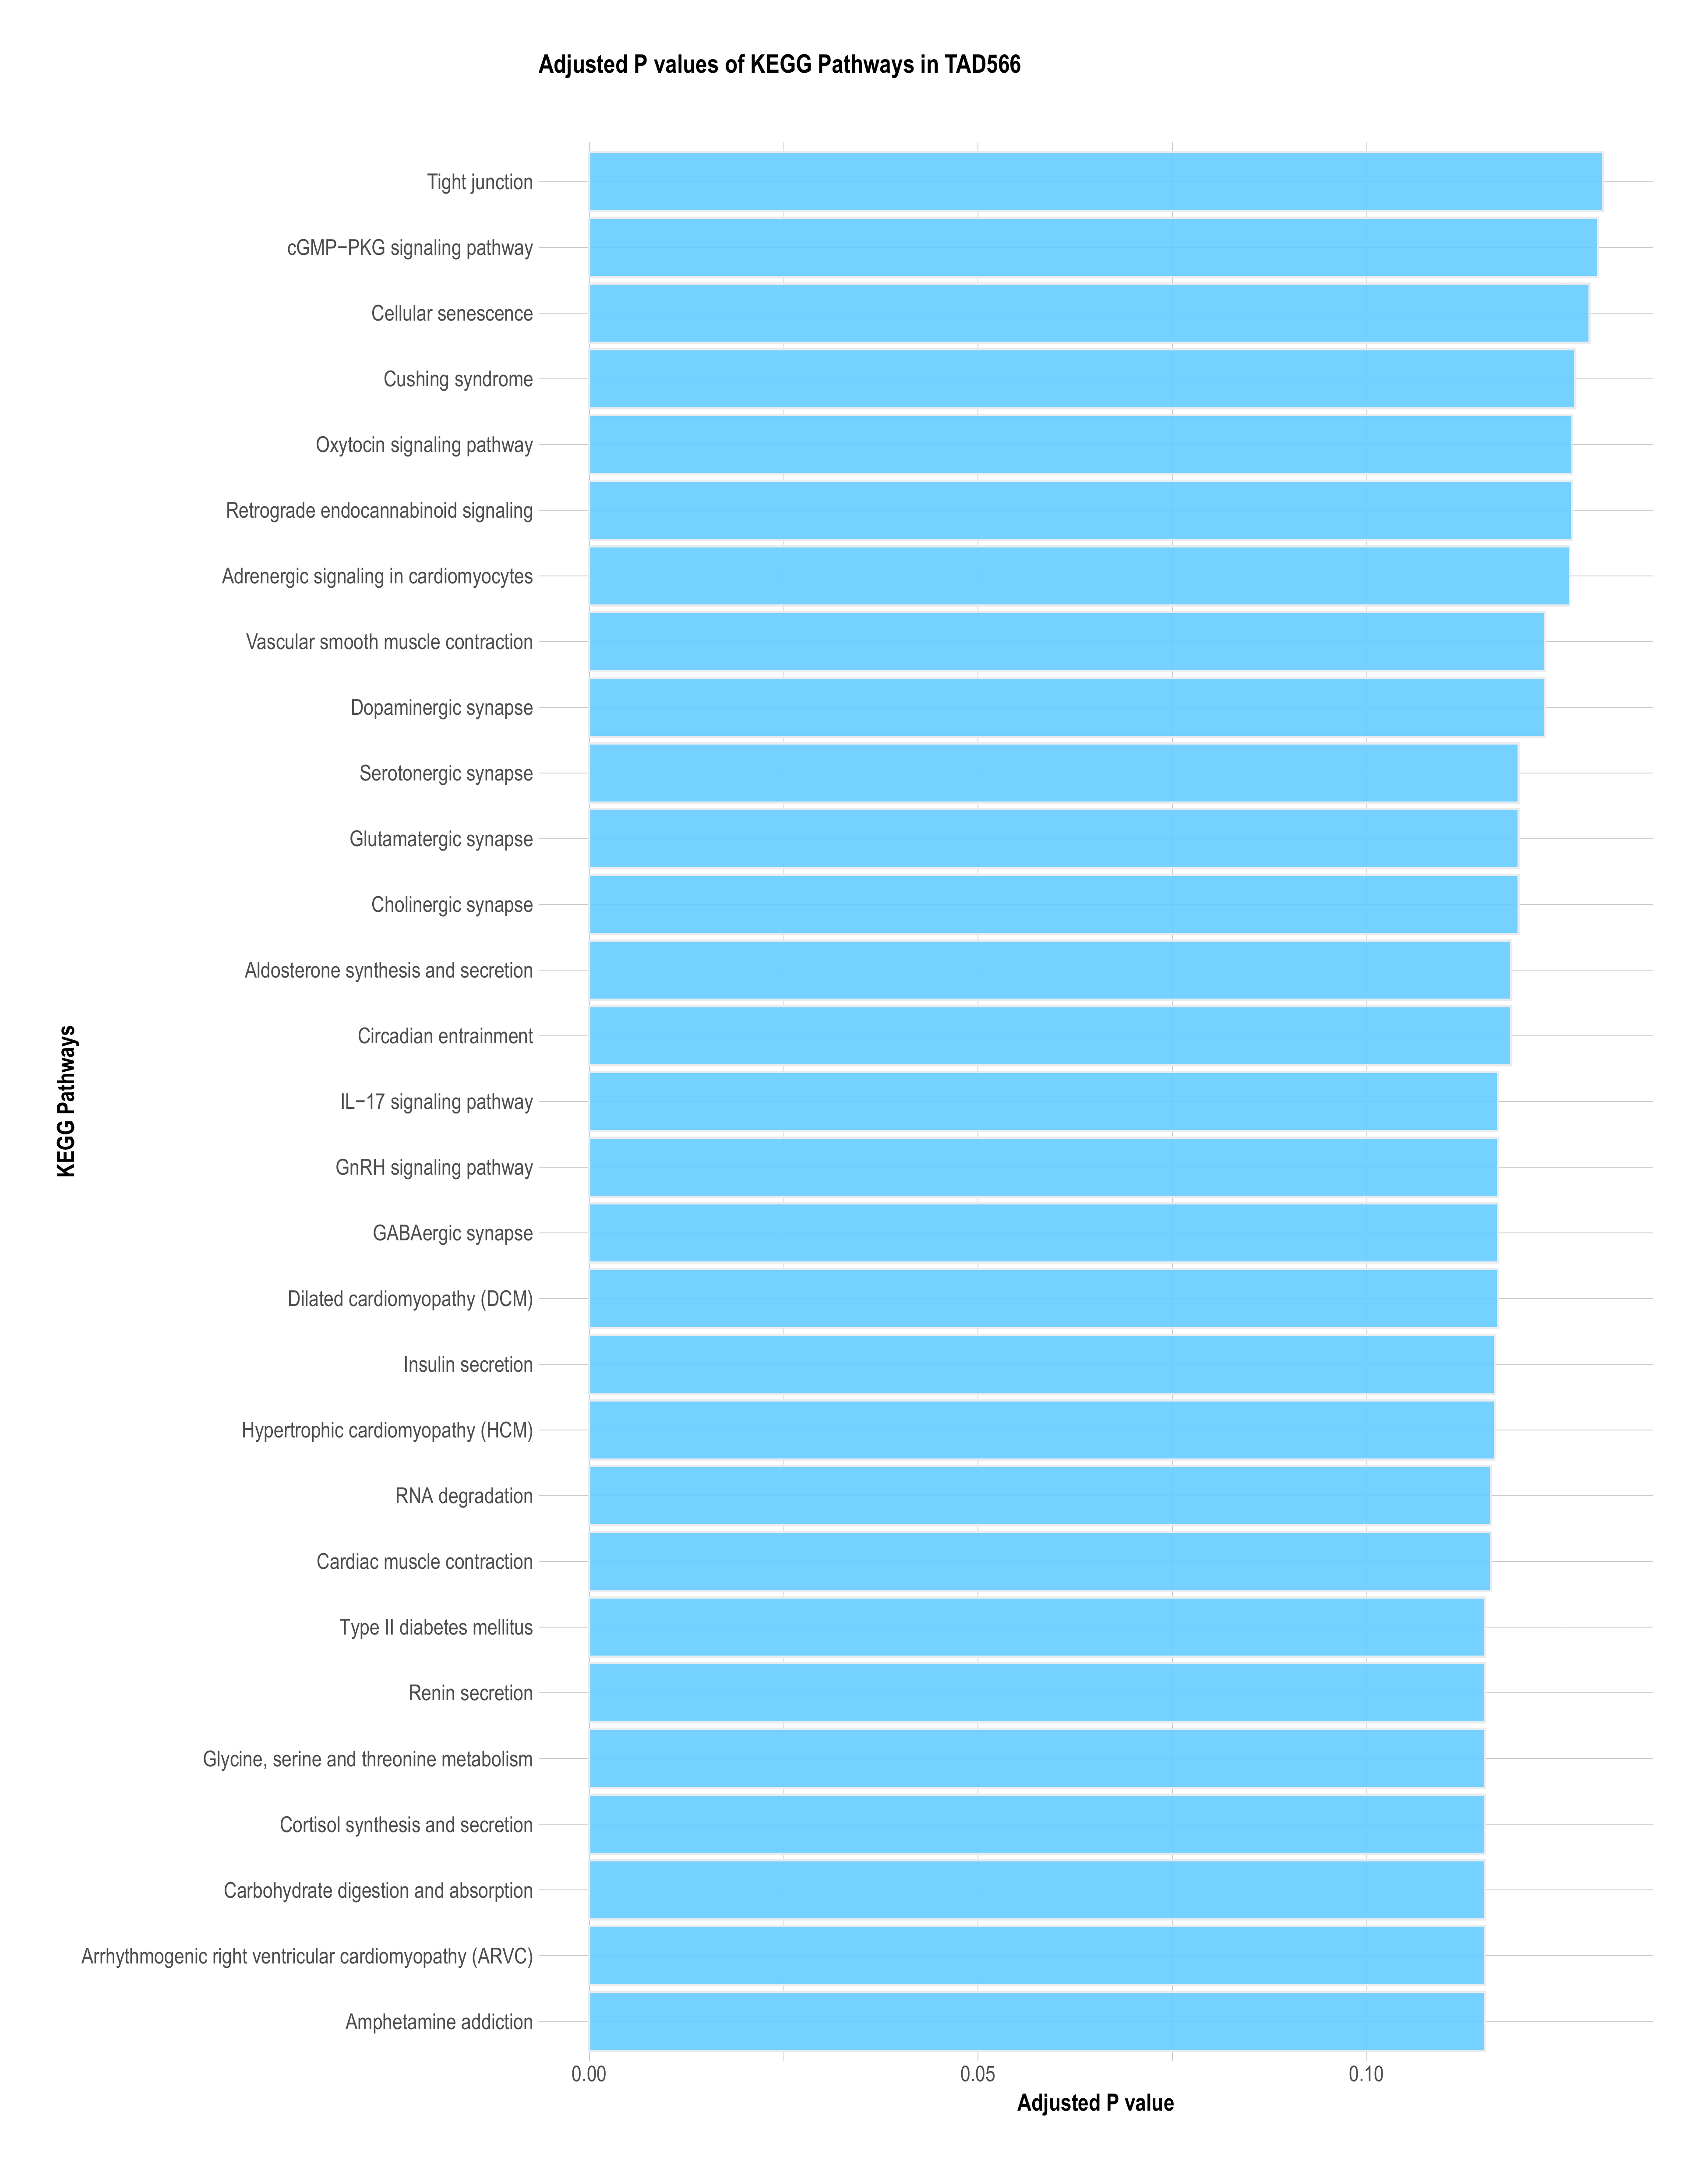 Adjusted P values of KEGG Pathways in TAD566
Tight junction
cGMP−PKG signaling pathway
Cellular senescence
Cushing syndrome
Oxytocin signaling pathway
Retrograde endocannabinoid signaling
Adrenergic signaling in cardiomyocytes
Vascular smooth muscle contraction
Dopaminergic synapse
Serotonergic synapse
Glutamatergic synapse
Cholinergic synapse
Aldosterone synthesis and secretion
Circadian entrainment
IL−17 signaling pathway
GnRH signaling pathway
GABAergic synapse
Dilated cardiomyopathy (DCM)
Insulin secretion
Hypertrophic cardiomyopathy (HCM)
RNA degradation
Cardiac muscle contraction
Type II diabetes mellitus
Renin secretion
Glycine, serine and threonine metabolism
Cortisol synthesis and secretion
Carbohydrate digestion and absorption
Arrhythmogenic right ventricular cardiomyopathy (ARVC)
Amphetamine addiction
KEGG Pathways
0.00 0.05 0.10
Adjusted P value